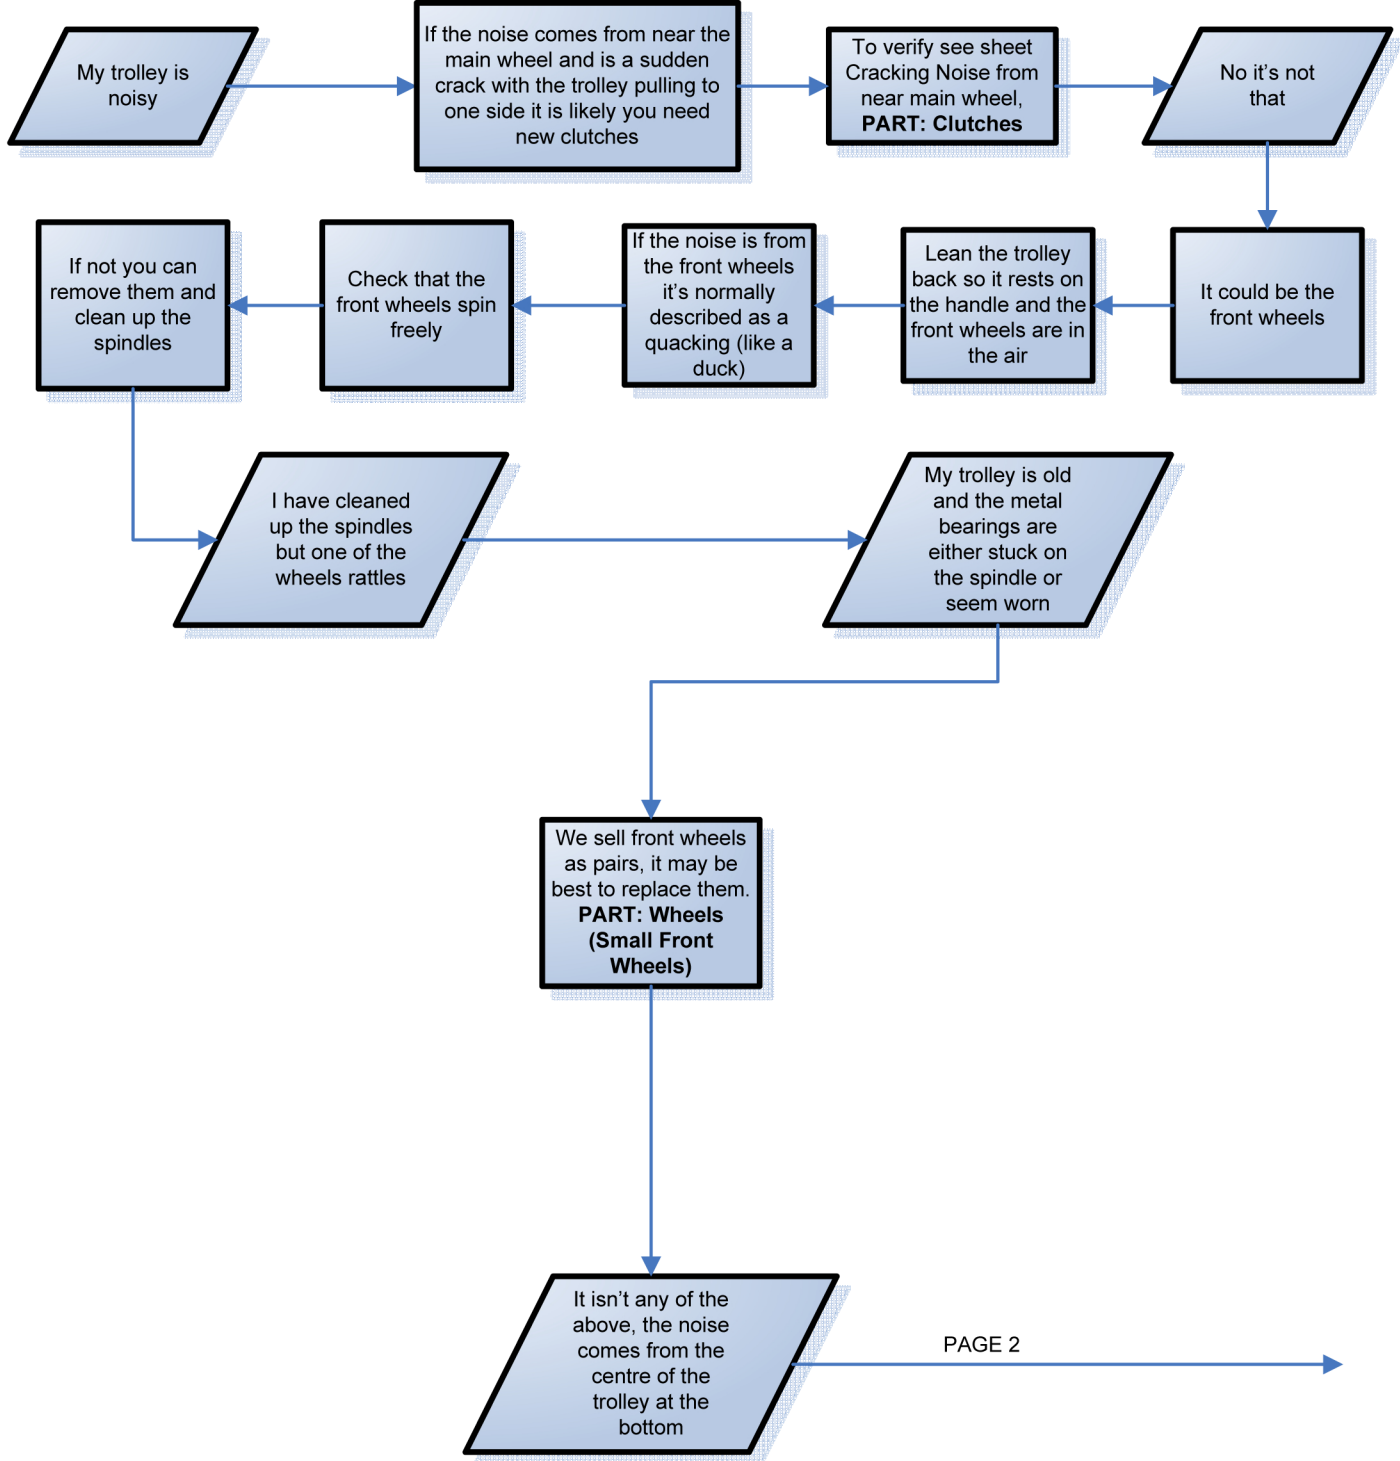 My trolley is
noisy
If the noise comes from near the
main wheel and is a sudden
crack with the trolley pulling to
one side it is likely you need
new clutches
To verify see sheet
Cracking Noise from
near main wheel,
PART: Clutches
No it's not
that
It could be the
front wheels
Lean the trolley
back so it rests on
the handle and the
front wheels are in
the air
If the noise is from
the front wheels
it's normally
described as a
quacking (like a
duck)
Check that the
front wheels spin
freely
If not you can
remove them and
clean up the
spindles
I have cleaned
up the spindles
but one of the
wheels rattles
My trolley is old
and the metal
bearings are
either stuck on
the spindle or
seem worn
We sell front wheels
as pairs, it may be
best to replace them.
PART: Wheels
(Small Front
Wheels)
It isn't any of the
above, the noise
comes from the
centre of the
trolley at the
bottom
PAGE 2